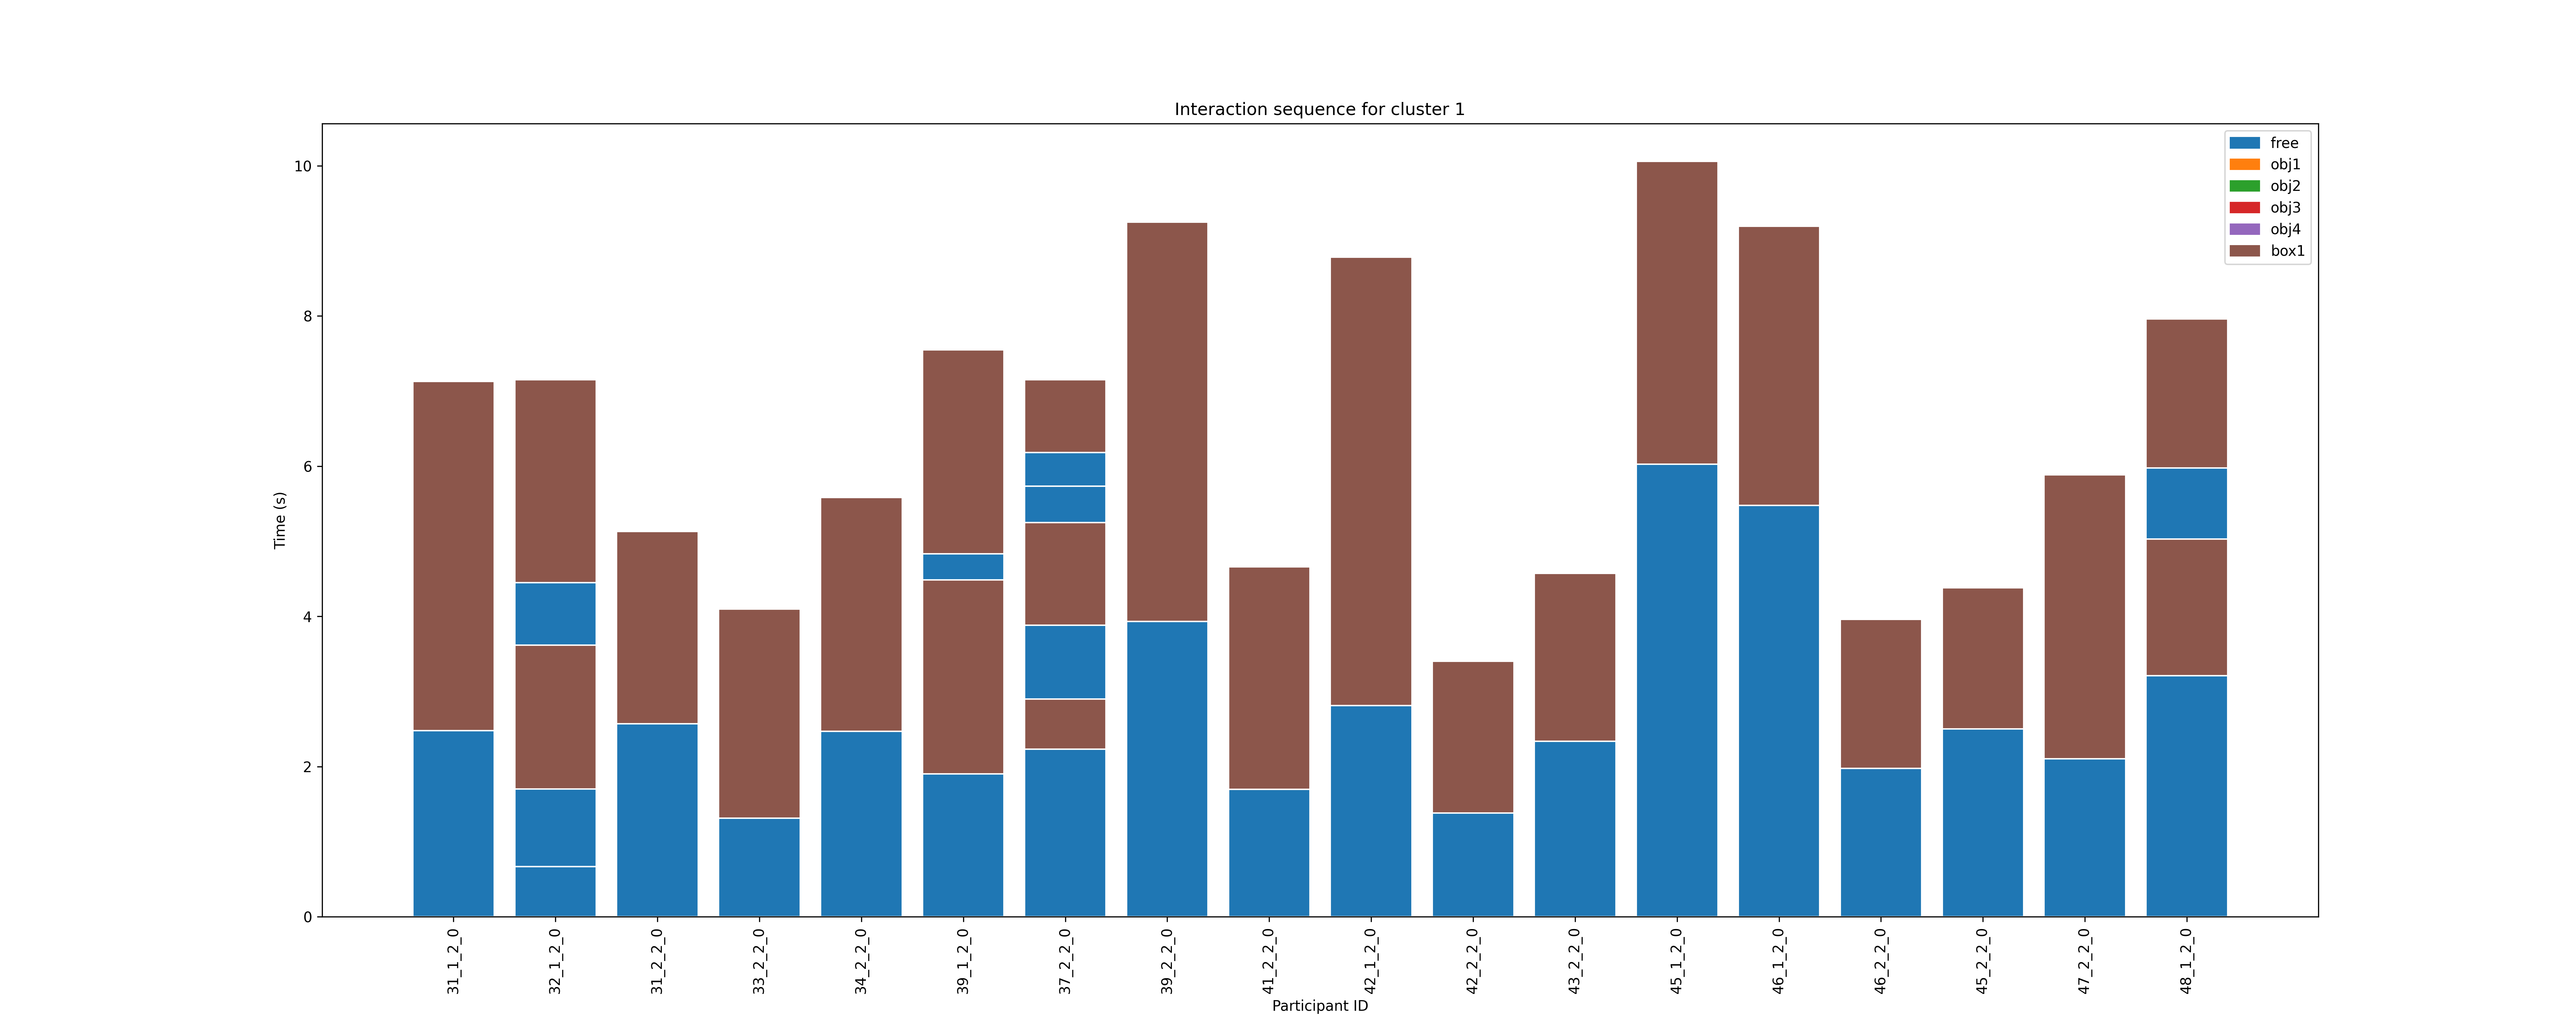 Interaction sequence for cluster 1
free
obj1
obj2
obj3
obj4
box1
10
8
6
4
2
0
Time (s)
31_1_2_0
32_1_2_0
31_2_2_0
33_2_2_0
34_2_2_0
39_1_2_0
37_2_2_0
39_2_2_0
41_2_2_0
42_1_2_0
42_2_2_0
43_2_2_0
45_1_2_0
46_1_2_0
46_2_2_0
45_2_2_0
47_2_2_0
48_1_2_0
Participant ID